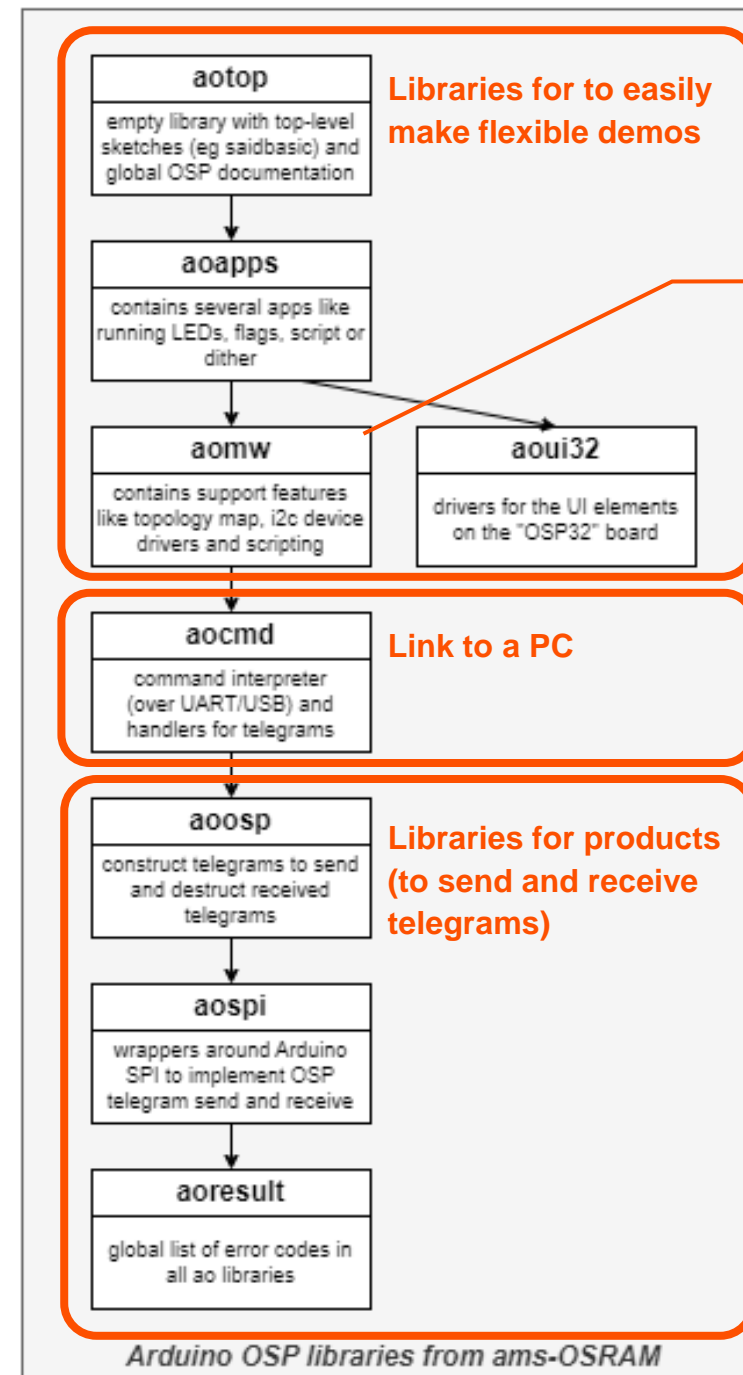 aotop
empty library with top-level
sketches (eg saidbasic) and
global OSP documentation
Libraries for to easily
make flexible demos
aoapps
contains several apps like
running LEDs, flags, script or
dither
aomw
contains support features
like topology map, i2c device
drivers and scripting
aoui32
drivers for the UI elements
on the "OSP32" board
aocmd
command interpreter
(over UART/USB) and
handlers for telegrams
Link to a PC
aoosp
construct telegrams to send
and destruct received
telegrams
Libraries for products
(to send and receive
telegrams)
aospi
wrappers around Arduino
SPI to implement OSP
telegram send and receive
aoresult
global list of error codes in
all ao libraries
Arduino OSP libraries from ams-OSRAM